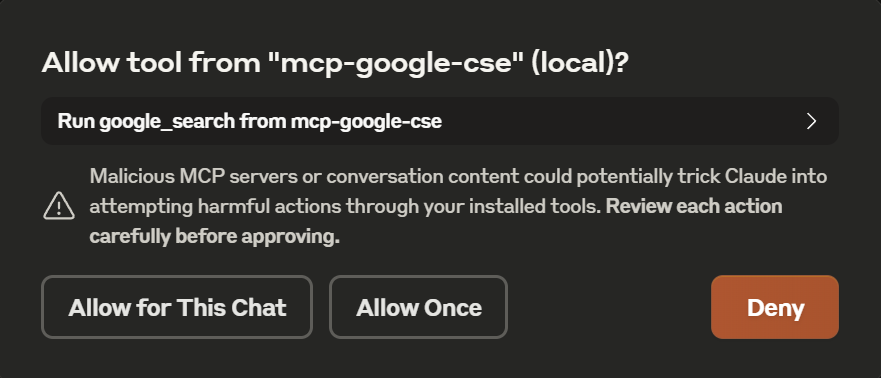 Allow tool from "mcp-google-cse" (local)?
Run google_search from mcp-google-cse
Malicious MCP servers or conversation content could potentially trick Claude into
attempting harmful actions through your installed tools. Review each action
carefully before approving.
Allow for This Chat
Allow Once
Deny